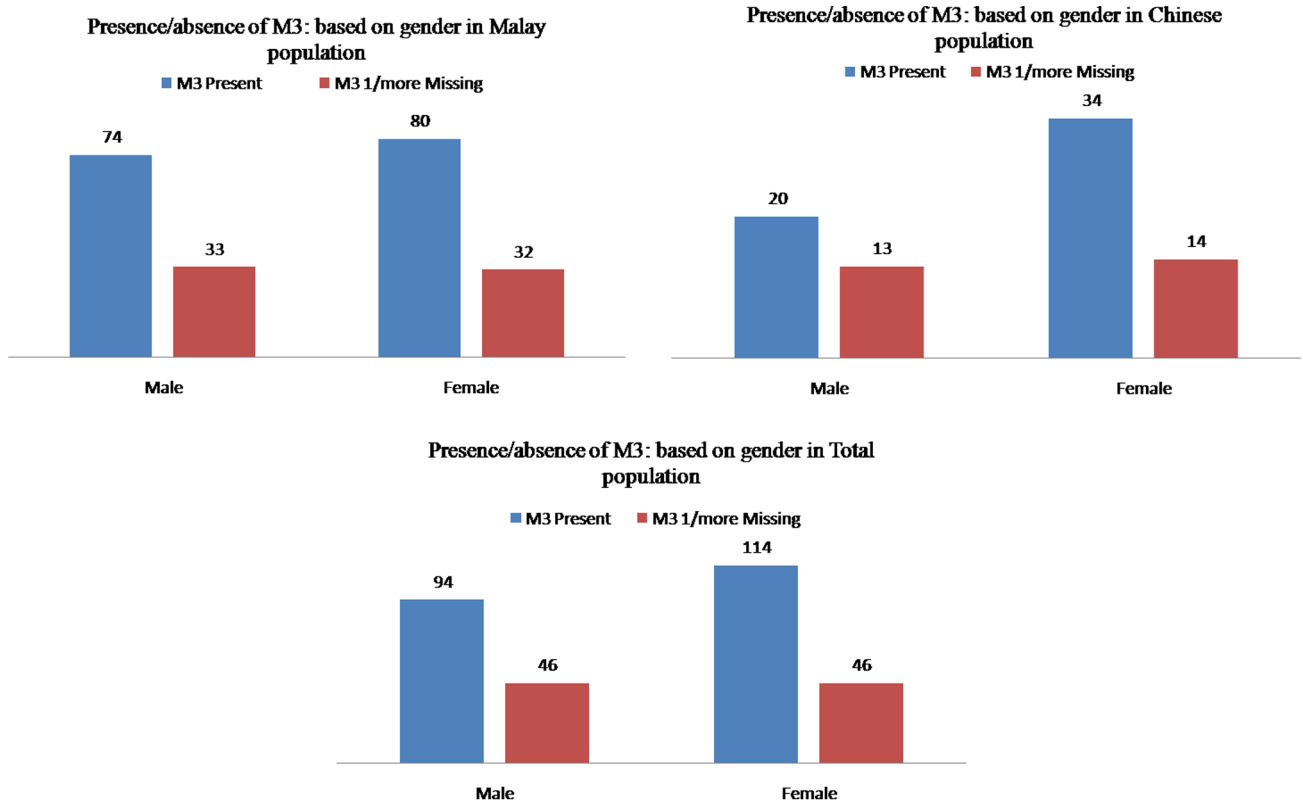 Presence/absence of M3: based on gender in Malay
population
M3 Present M3 1/more Missing
74
33
80
32
Male Female
Presence/absence of M3: based on gender in Chinese
population
M3 Present M3 1/more Missing
20
13
34
14
Male Female
Presence/absence of M3: based on gender in Total
population
M3 Present M3 1/more Missing
94
46
114
46
Male Female